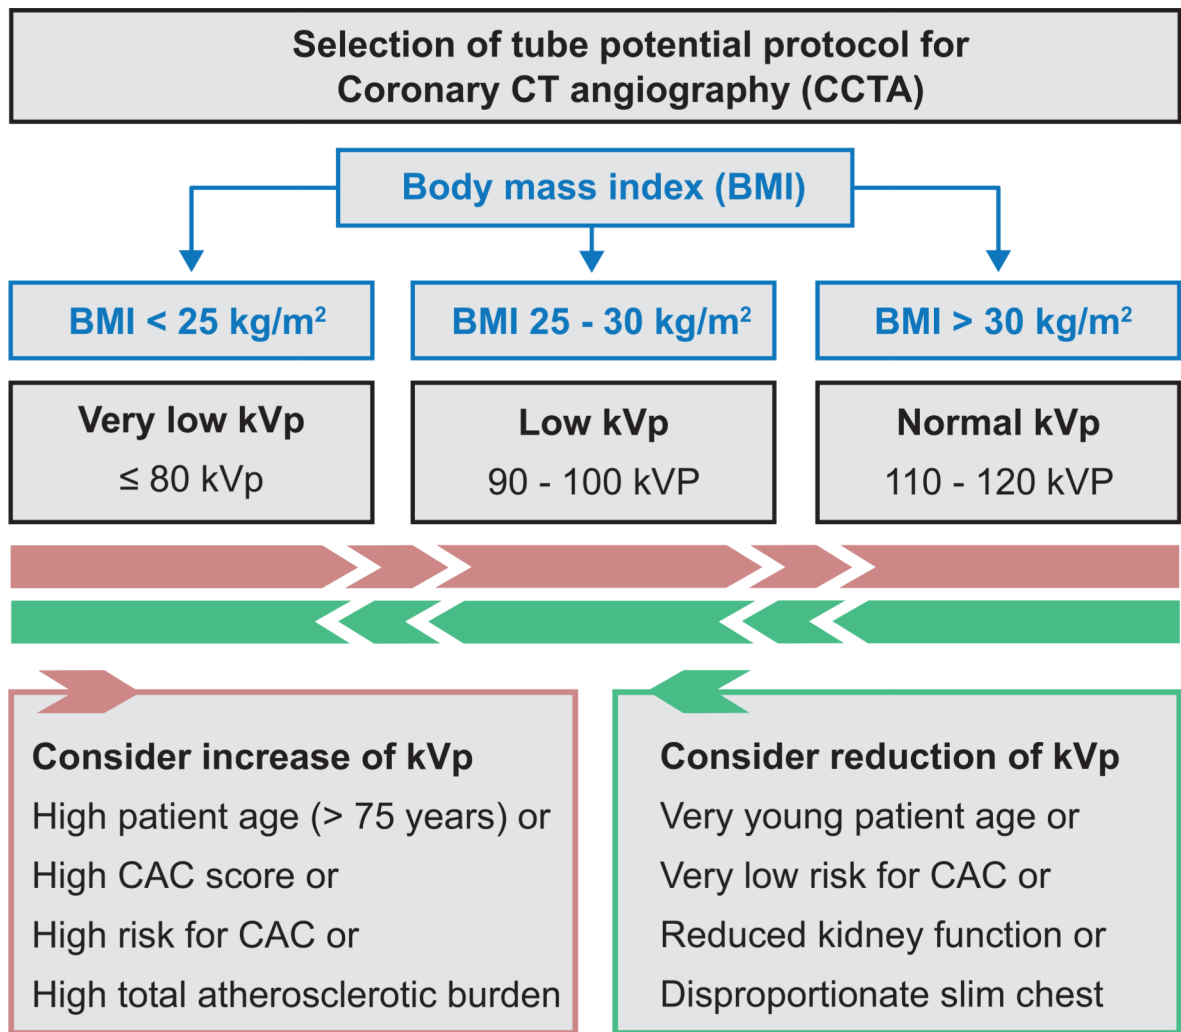 Selection of tube potential protocol for
Coronary CT angiography (CCTA)
Body mass index (BMI)
BMI < 25 kg/m²
BMI 25 - 30 kg/m²
BMI > 30 kg/m²
Very low kVp
≤ 80 kVp
Low kVp
90 - 100 kVP
Normal kVp
110 - 120 kVP
Consider increase of kVp
High patient age (> 75 years) or
High CAC score or
High risk for CAC or
High total atherosclerotic burden
Consider reduction of kVp
Very young patient age or
Very low risk for CAC or
Reduced kidney function or
Disproportionate slim chest